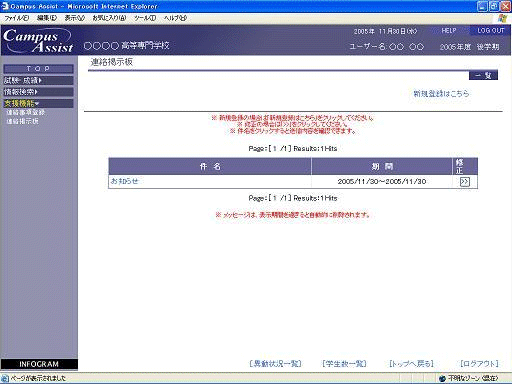 Campus Assist - Microsoft Internet Explorer
ファイル(F) 編集(E) 表示(V) お気に入り(A) ツール(T) ヘルプ(H)
Campus Assist
2005年 11月30日(水) HELP LOG OUT
〇〇〇〇 高等専門学校 ユーザー名 〇〇 〇〇 2005年度 後学期
TOP
試験・成績
情報検索
支援機能
連絡事項登録
連絡掲示板
連絡掲示板
一覧
新規登録はこちら
※ 新規登録の場合は「新規登録はこちら」をクリックしてください。
※ 修正の場合は「>>」をクリックしてください。
※ 件名をクリックすると送信内容を確認できます。
Page:[ 1 /1] Results:1Hits
件 名 期 間 修正
お知らせ 2005/11/30～2005/11/30 >>
Page:[ 1 /1] Results:1Hits
※ メッセージは、表示期間を過ぎると自動的に削除されます。
INFOGRAM
[異動状況一覧] [学生数一覧] [トップへ戻る] [ログアウト]
ページが表示されました 不明なゾーン (混在)